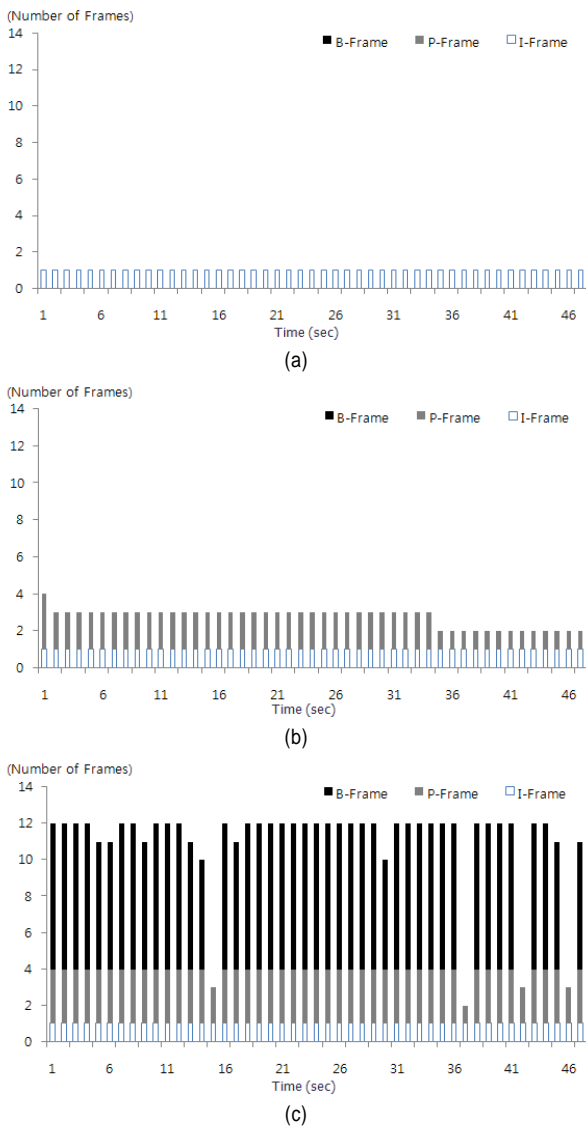 (Number of Frames)
14
B-Frame P-Frame I-Frame
12
10
8
6
4
2
0
1 6 11 16 21 26 31 36 41 46
Time (sec)
(a)
(Number of Frames)
14
B-Frame P-Frame I-Frame
12
10
8
6
4
2
0
1 6 11 16 21 26 31 36 41 46
Time (sec)
(b)
(Number of Frames)
14
B-Frame P-Frame I-Frame
12
10
8
6
4
2
0
1 6 11 16 21 26 31 36 41 46
Time (sec)
(c)